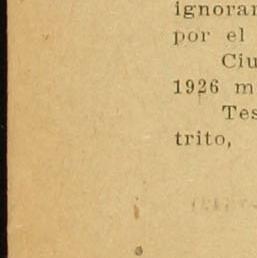 ignorar
por el
Ciu
1926 m
Tes
trito,